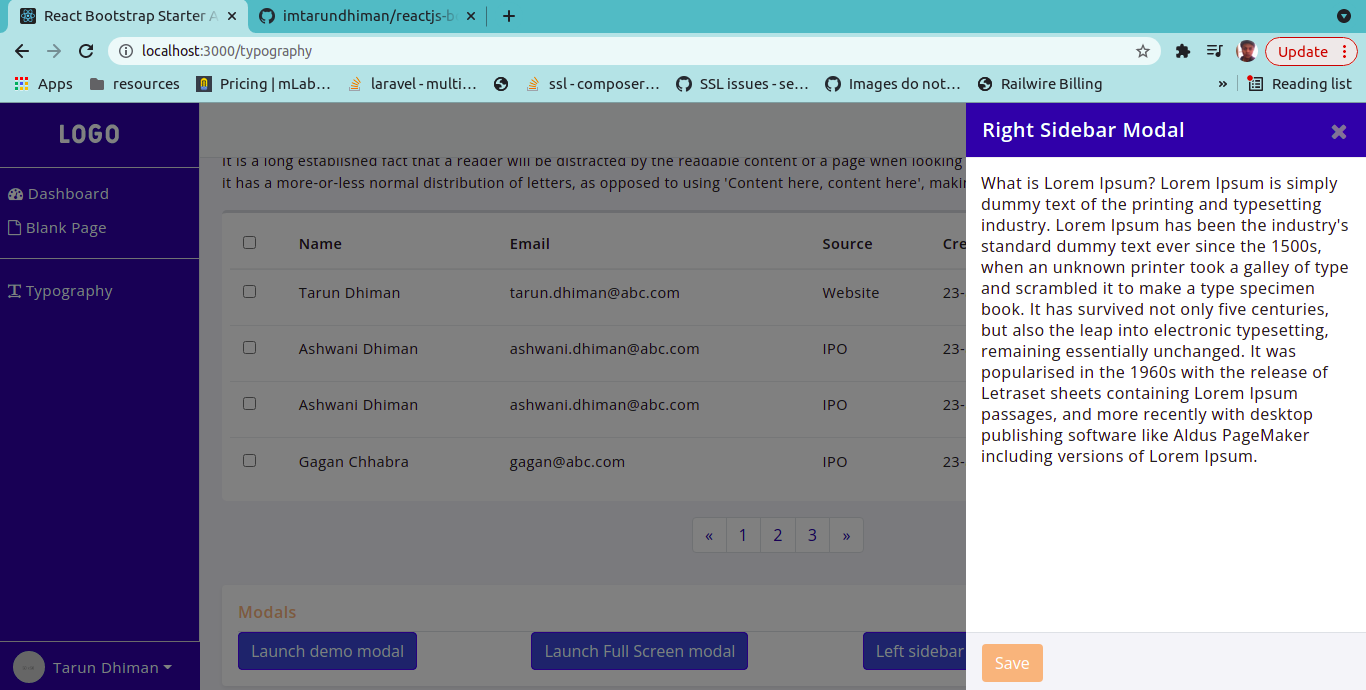 React Bootstrap Starter A
imtarundhiman/reactjs-b
localhost:3000/typography
Update
Apps
resources
Pricing | mLab…
laravel - multi…
ssl - composer…
SSL issues - se…
Images do not…
Railwire Billing
»
Reading list
LOGO
Dashboard
Blank Page
Typography
Tarun Dhiman
It is a long established fact that a reader will be distracted by the readable content of a page when looking
it has a more-or-less normal distribution of letters, as opposed to using 'Content here, content here', makin
Name Email Source Cre
Tarun Dhiman tarun.dhiman@abc.com Website 23-
Ashwani Dhiman ashwani.dhiman@abc.com IPO 23-
Ashwani Dhiman ashwani.dhiman@abc.com IPO 23-
Gagan Chhabra gagan@abc.com IPO 23-
« 1 2 3 »
Modals
Launch demo modal
Launch Full Screen modal
Left sidebar
Right Sidebar Modal
What is Lorem Ipsum? Lorem Ipsum is simply
dummy text of the printing and typesetting
industry. Lorem Ipsum has been the industry's
standard dummy text ever since the 1500s,
when an unknown printer took a galley of type
and scrambled it to make a type specimen
book. It has survived not only five centuries,
but also the leap into electronic typesetting,
remaining essentially unchanged. It was
popularised in the 1960s with the release of
Letraset sheets containing Lorem Ipsum
passages, and more recently with desktop
publishing software like Aldus PageMaker
including versions of Lorem Ipsum.
Save